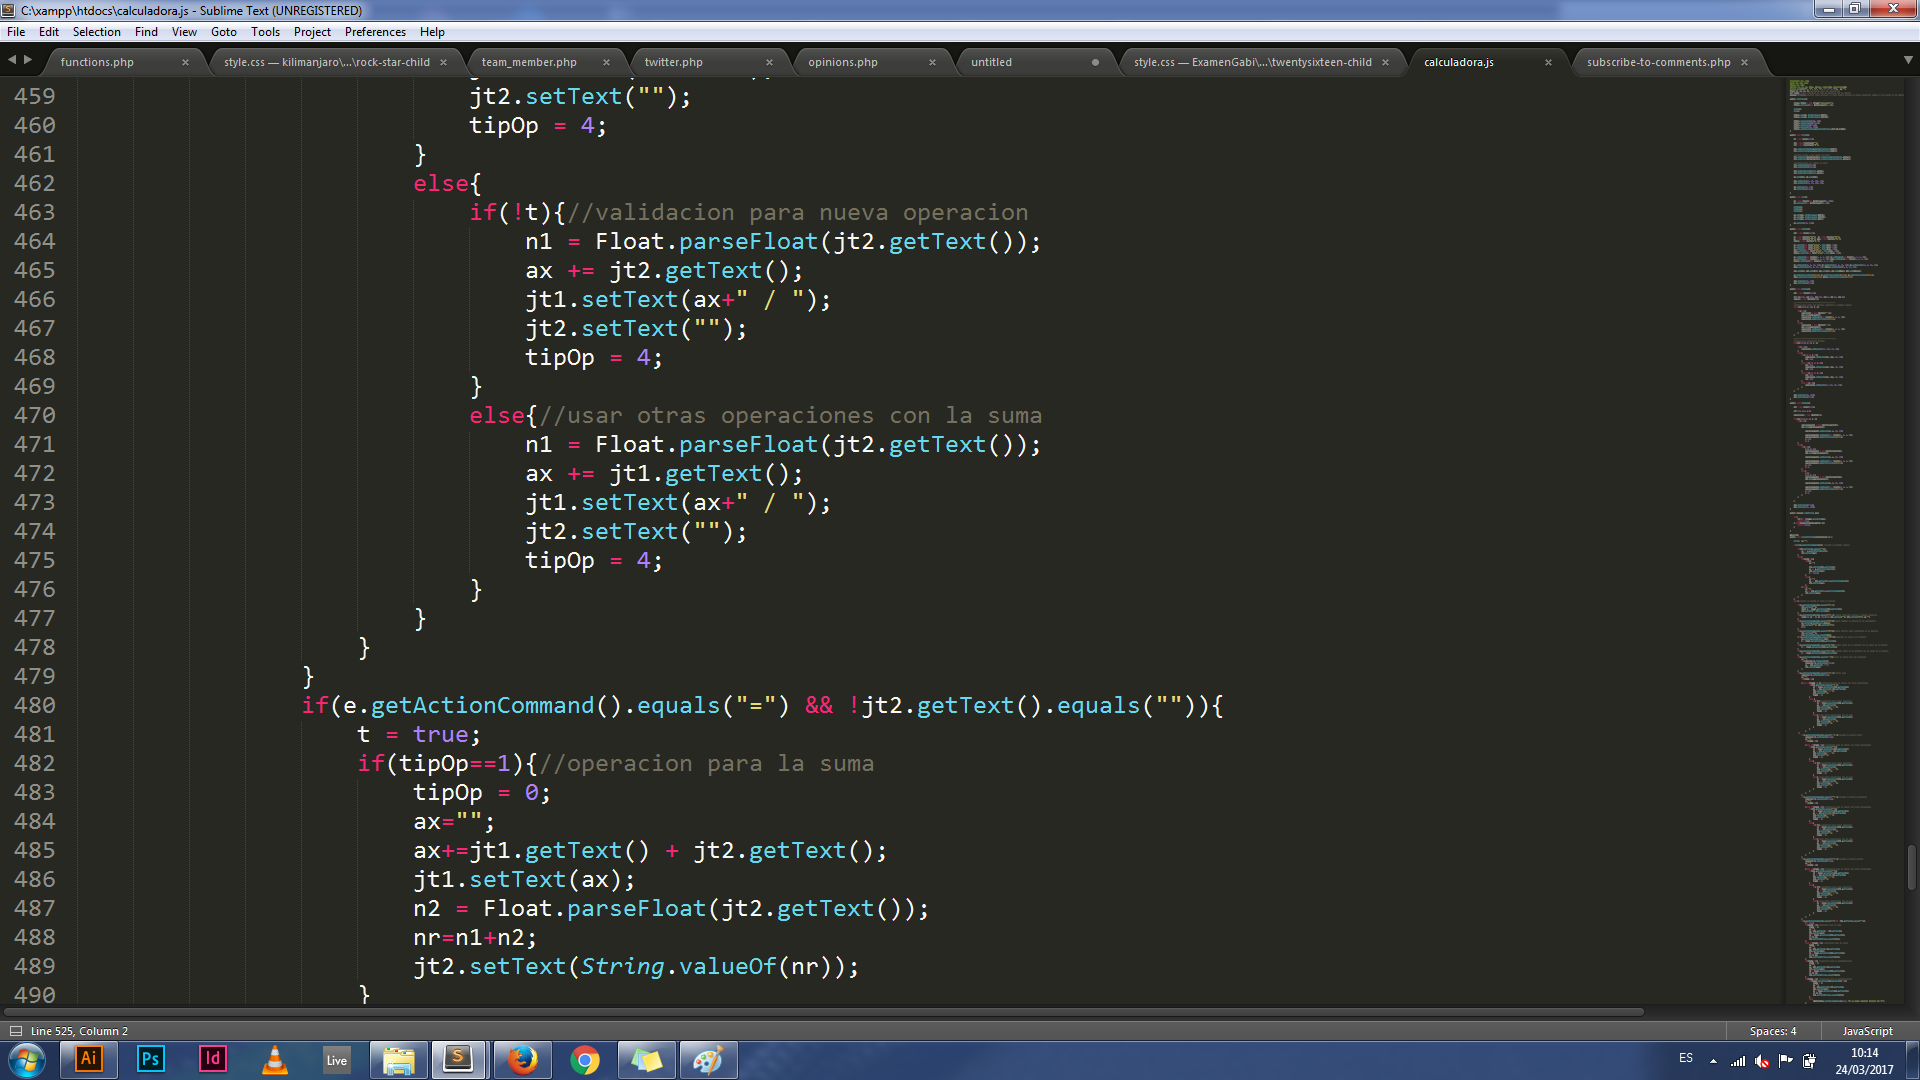 C:\xampp\htdocs\calculadora.js - Sublime Text (UNREGISTERED)
File Edit Selection Find View Goto Tools Project Preferences Help
functions.php style.css — kilimanjaro\...\rock-star-child team_member.php twitter.php opinions.php untitled style.css — ExamenGabi\...\twentysixteen-child calculadora.js subscribe-to-comments.php
459 jt2.setText("");
460 tipOp = 4;
461 }
462 else{
463 if(!t){//validacion para nueva operacion
464 n1 = Float.parseFloat(jt2.getText());
465 ax += jt2.getText();
466 jt1.setText(ax+" / ");
467 jt2.setText("");
468 tipOp = 4;
469 }
470 else{//usar otras operaciones con la suma
471 n1 = Float.parseFloat(jt2.getText());
472 ax += jt1.getText();
473 jt1.setText(ax+" / ");
474 jt2.setText("");
475 tipOp = 4;
476 }
477 }
478 }
479 }
480 if(e.getActionCommand().equals("=") && !jt2.getText().equals("")){
481 t = true;
482 if(tipOp==1){//operacion para la suma
483 tipOp = 0;
484 ax="";
485 ax+=jt1.getText() + jt2.getText();
486 jt1.setText(ax);
487 n2 = Float.parseFloat(jt2.getText());
488 nr=n1+n2;
489 jt2.setText(String.valueOf(nr));
490 }
Line 525, Column 2 Spaces: 4 JavaScript
Ai Ps Id Live S ES 10:14
24/03/2017